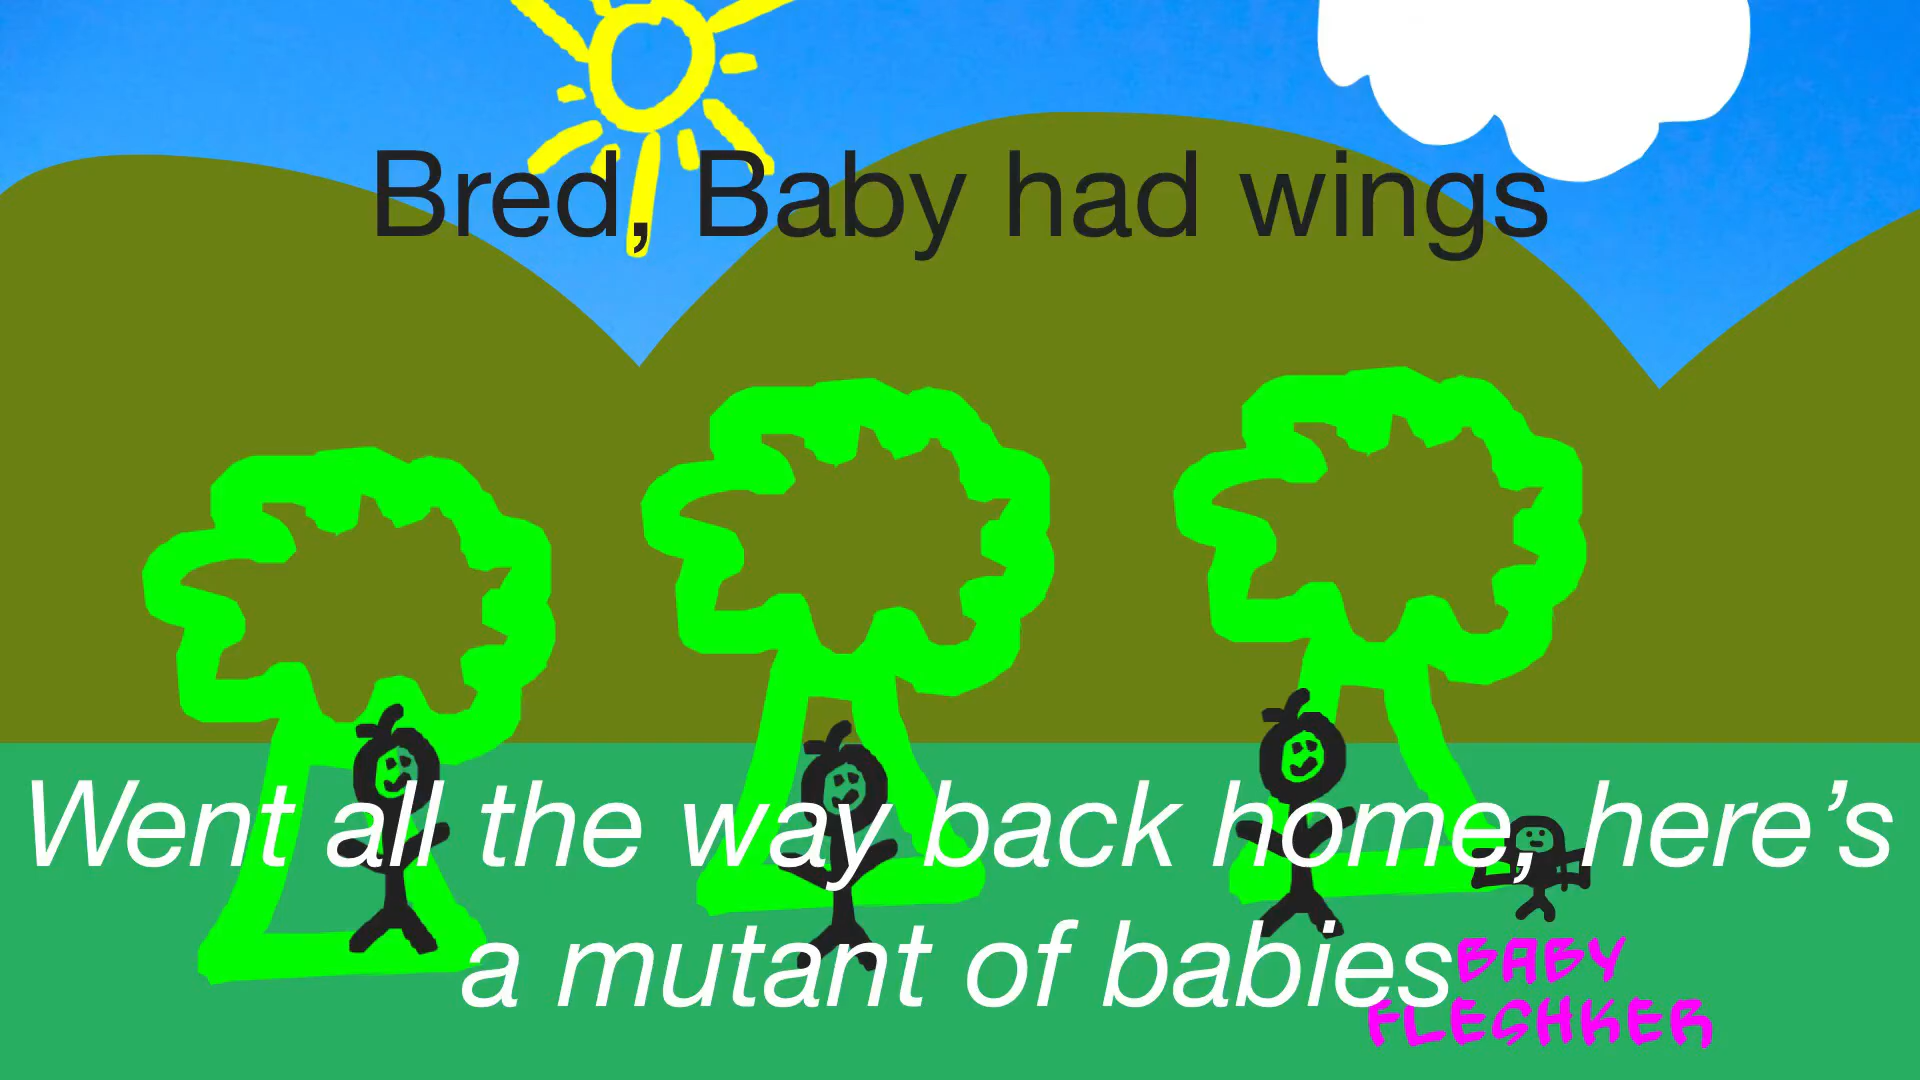 Bred, Baby had wings
Went all the way back home, here’s
a mutant of babies
BABY
FLESHKER